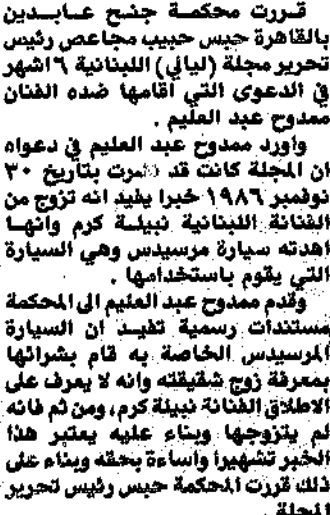 قررت محكمة جنح عابدين
بالقاهرة حبس حبيب مجاعص رئيس
تحرير مجلة (ليالي) اللبنانية ٦ اشهر
في الدعوى التي اقامها ضده الفنان
ممدوح عبد العليم .
واورد ممدوح عبد العليم في دعواه
ان المجلة كانت قد نشرت بتاريخ ٣٠
نوفمبر ١٩٨٦ خبرا يفيد انه تزوج من
الفنانة اللبنانية نبيلة كرم وانها
اهدته سيارة مرسيدس وهي السيارة
التي يقوم باستخدامها .
وقدم ممدوح عبد العليم الى المحكمة
مستندات رسمية تفيد ان السيارة
المرسيدس الخاصة به قام بشرائها
بمعرفة زوج شقيقته وانه لا يعرف على
الاطلاق الفنانة نبيلة كرم، ومن ثم فانه
لم يتزوجها وبناء عليه يعتبر هذا
الخبر تشهيرا واساءة بحقه وبناء على
ذلك قررت المحكمة حبس رئيس تحرير
المجلة .